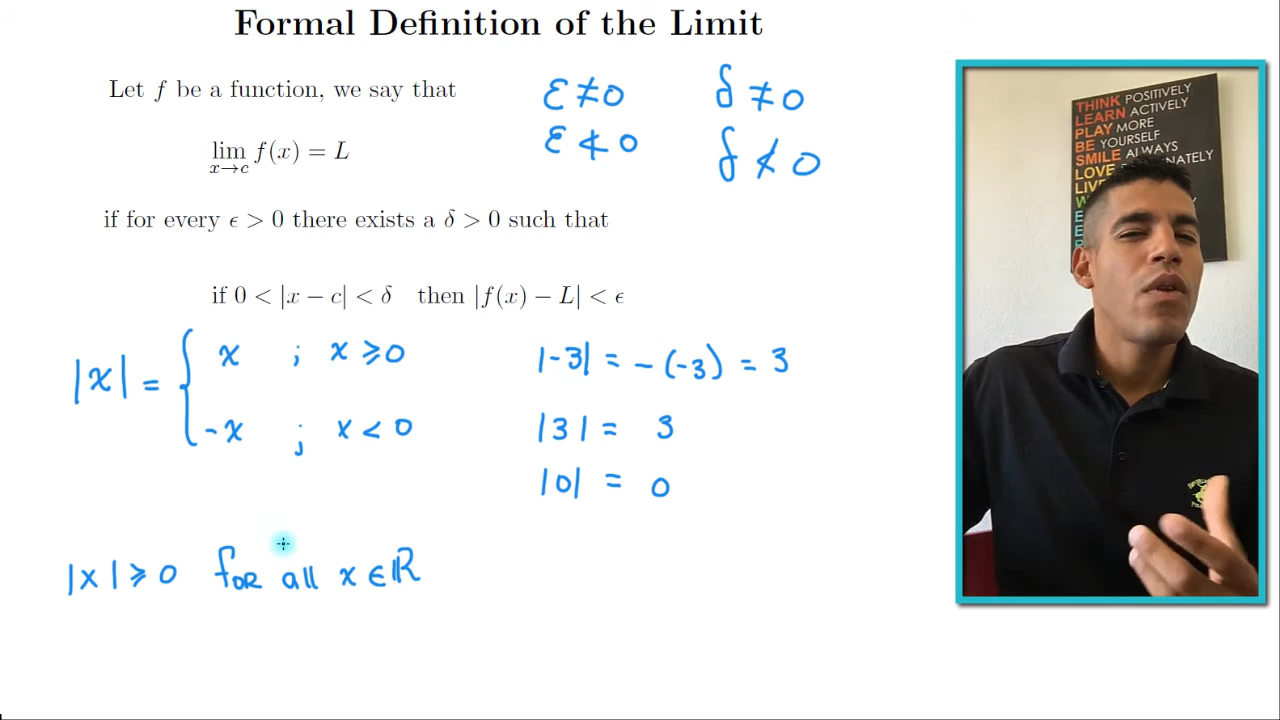 Formal Definition of the Limit
Let f be a function, we say that
lim x→c f(x) = L
if for every ϵ > 0 there exists a δ > 0 such that
if 0 < |x − c| < δ then |f(x) − L| < ϵ
ε ≠ 0 δ ≠ 0
ε ≮ 0 δ ≮ 0
|x| = { x ; x ⩾ 0
-x ; x < 0
|-3| = -(-3) = 3
|3| = 3
|0| = 0
|x| ⩾ 0 for all x ∈ ℝ
THINK POSITIVELY
LEARN ACTIVELY
PLAY MORE
BE YOURSELF
SMILE ALWAYS
LOVE